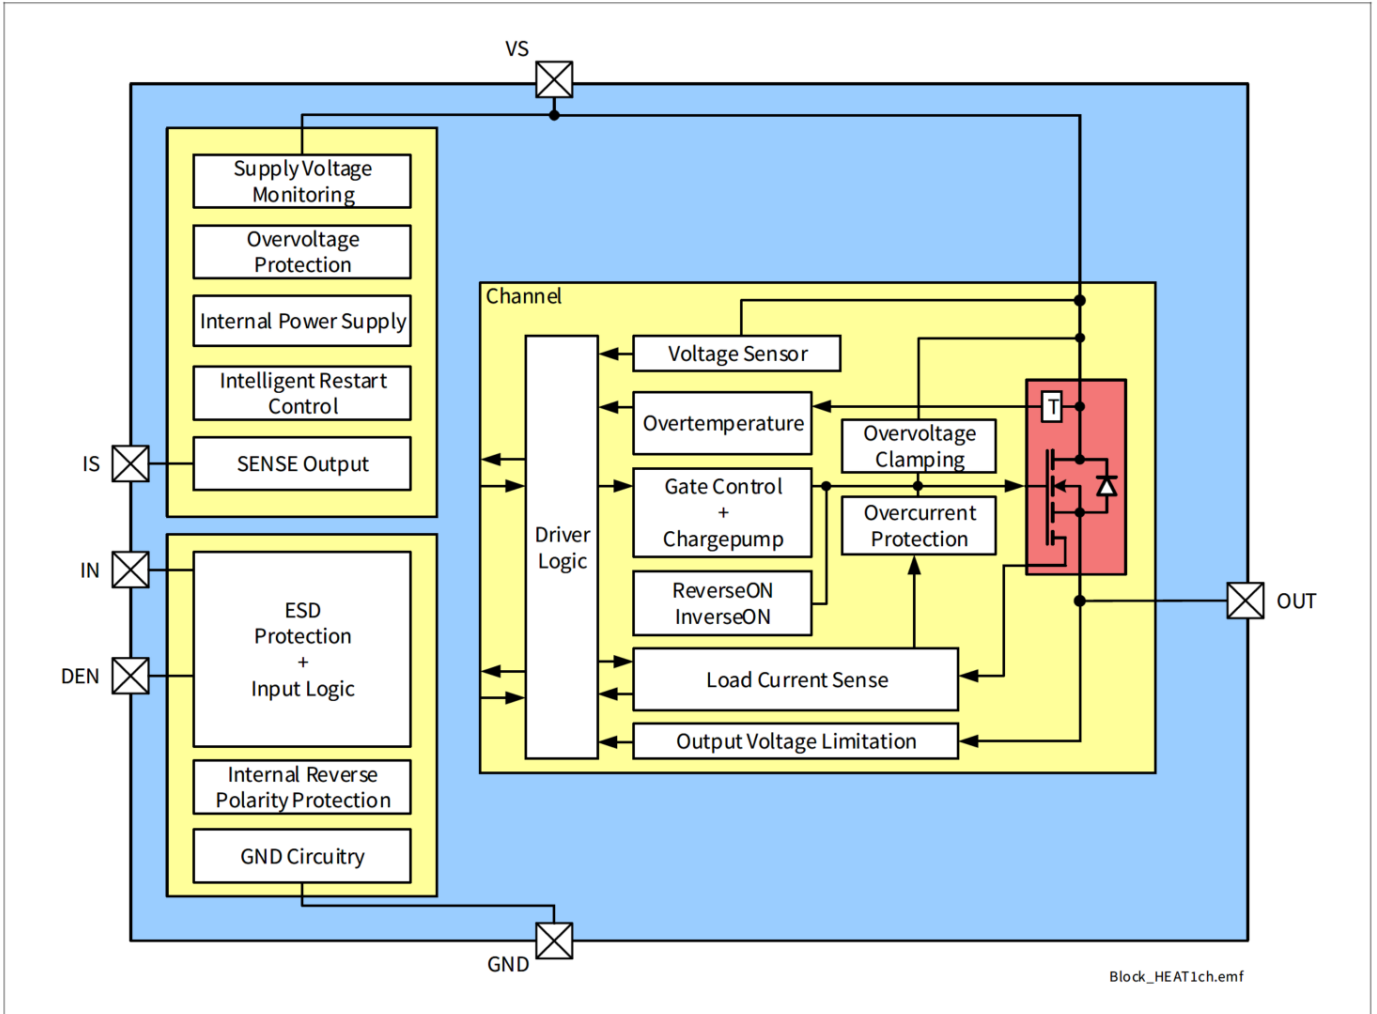 VS
Supply Voltage
Monitoring
Overvoltage
Protection
Internal Power Supply
Intelligent Restart
Control
IS
SENSE Output
IN
ESD
Protection
+
Input Logic
DEN
Internal Reverse
Polarity Protection
GND Circuitry
GND
Channel
Driver
Logic
Voltage Sensor
Overtemperature
T
Overvoltage
Clamping
Gate Control
+
Chargepump
Overcurrent
Protection
ReverseON
InverseON
Load Current Sense
Output Voltage Limitation
OUT
Block_HEAT1ch.emf